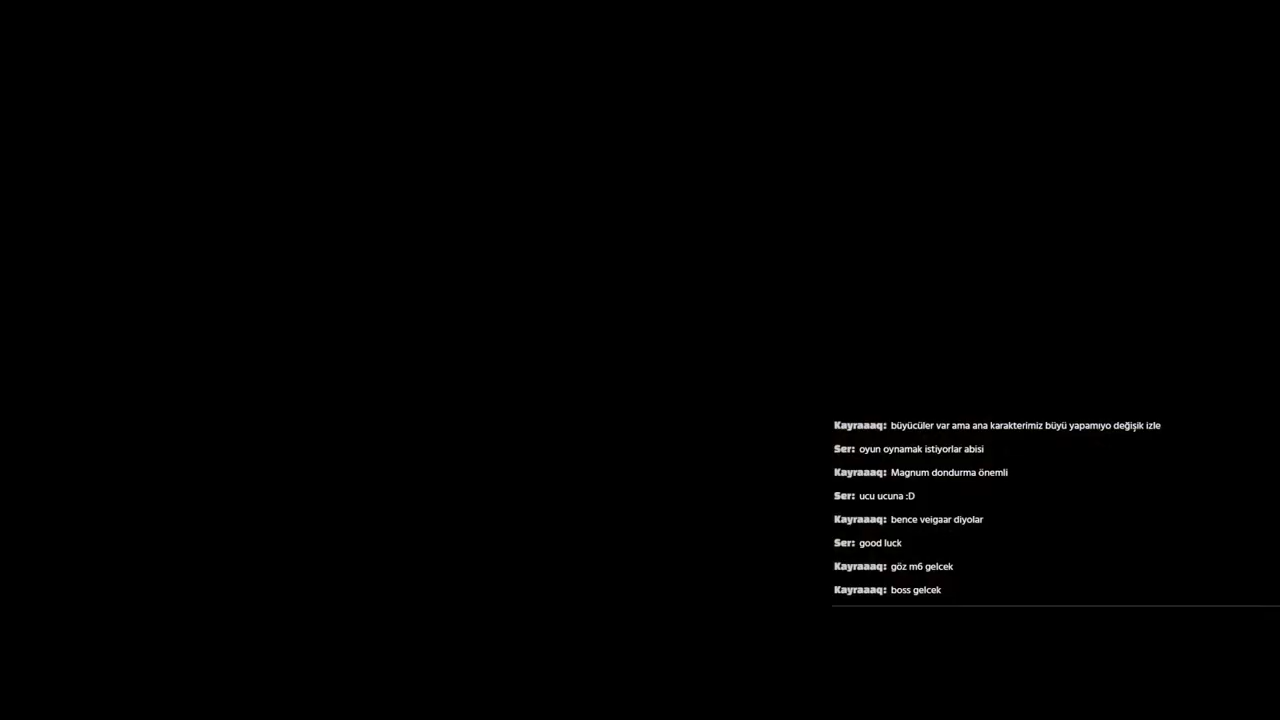 Kayraaaq: büyücüler var ama ana karakterimiz büyü yapamıyo değişik izle
Ser: oyun oynamak istiyorlar abisi
Kayraaaq: Magnum dondurma önemli
Ser: ucu ucuna :D
Kayraaaq: bence veigaar diyolar
Ser: good luck
Kayraaaq: göz m6 gelcek
Kayraaaq: boss gelcek